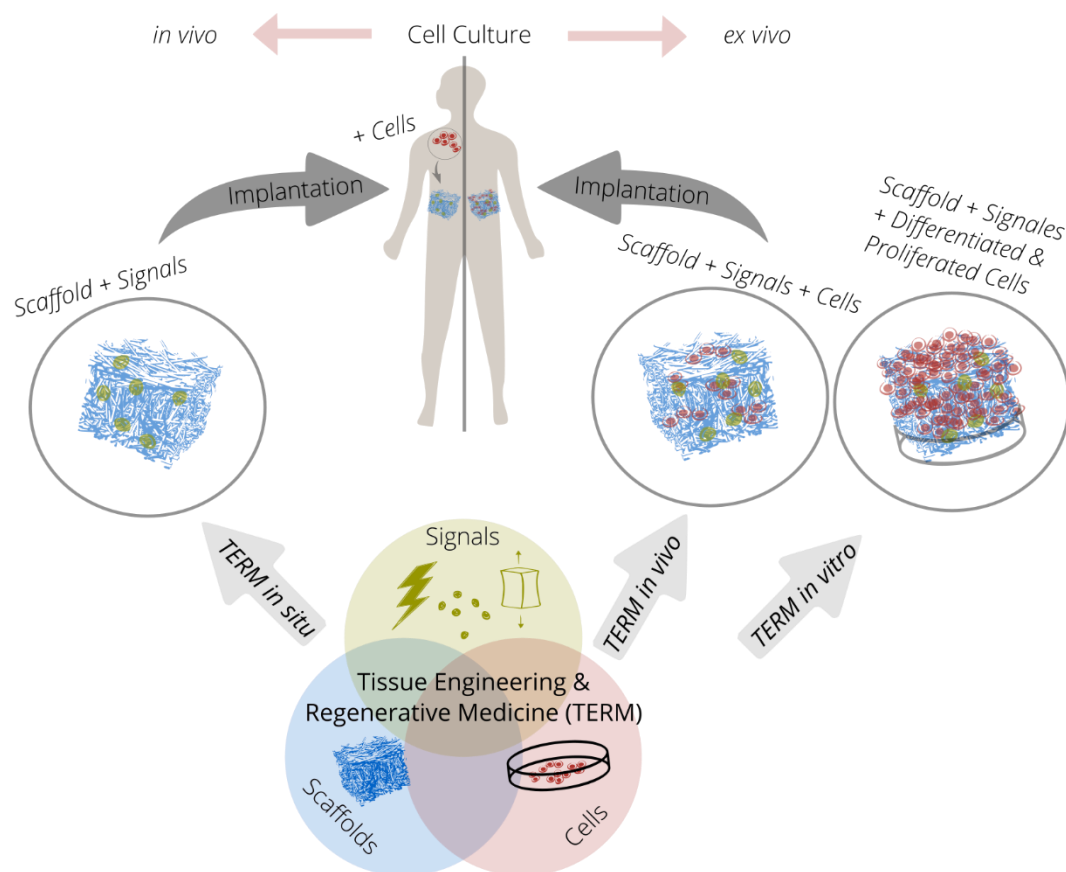 in vivo
Cell Culture
ex vivo
+ Cells
Implantation
Implantation
Scaffold + Signals
Scaffold + Signals + Cells
Scaffold + Signales
+ Differentiated &
Proliferated Cells
TERM in situ
TERM in vivo
TERM in vitro
Signals
Tissue Engineering &
Regenerative Medicine (TERM)
Scaffolds
Cells